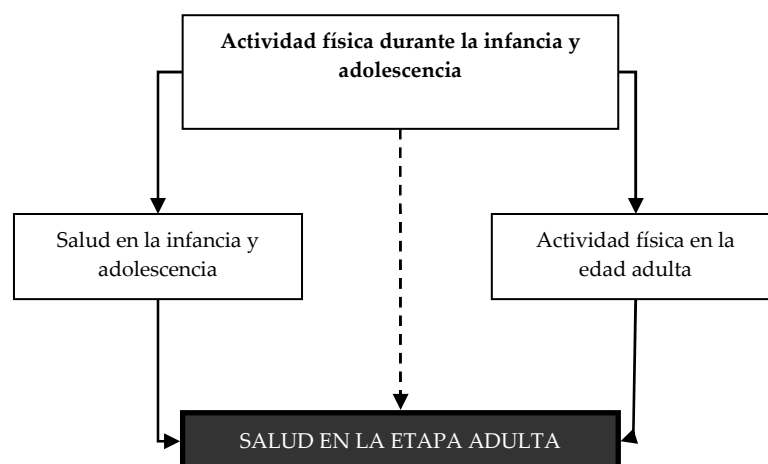 Actividad física durante la infancia y
adolescencia
Salud en la infancia y
adolescencia
Actividad física en la
edad adulta
SALUD EN LA ETAPA ADULTA